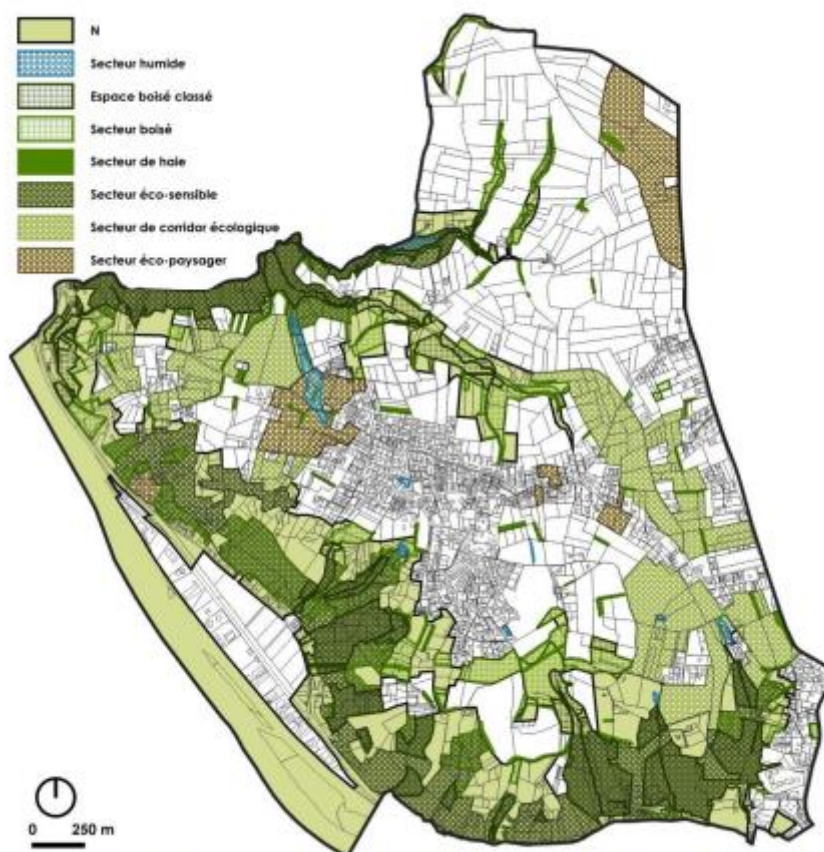 N
Secteur humide
Espace boisé classé
Secteur boisé
Secteur de haie
Secteur éco-sensible
Secteur de corridor écologique
Secteur éco-paysager
0 250 m